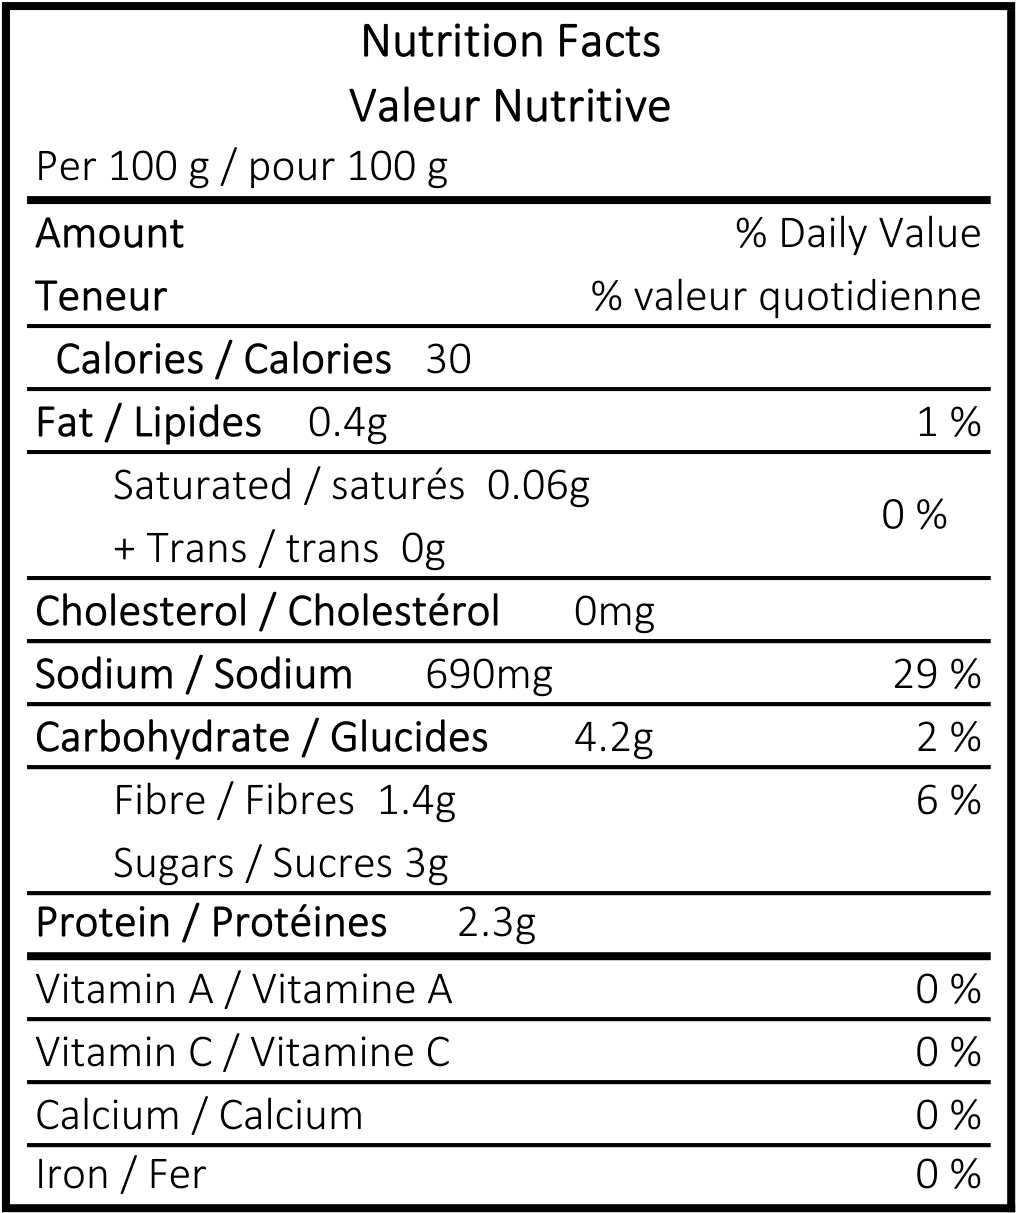 Nutrition Facts
Valeur Nutritive
Per 100 g / pour 100 g
Amount % Daily Value
Teneur % valeur quotidienne
Calories / Calories 30
Fat / Lipides 0.4g 1 %
Saturated / saturés 0.06g
0 %
+ Trans / trans 0g
Cholesterol / Cholestérol 0mg
Sodium / Sodium 690mg 29 %
Carbohydrate / Glucides 4.2g 2 %
Fibre / Fibres 1.4g 6 %
Sugars / Sucres 3g
Protein / Protéines 2.3g
Vitamin A / Vitamine A 0 %
Vitamin C / Vitamine C 0 %
Calcium / Calcium 0 %
Iron / Fer 0 %